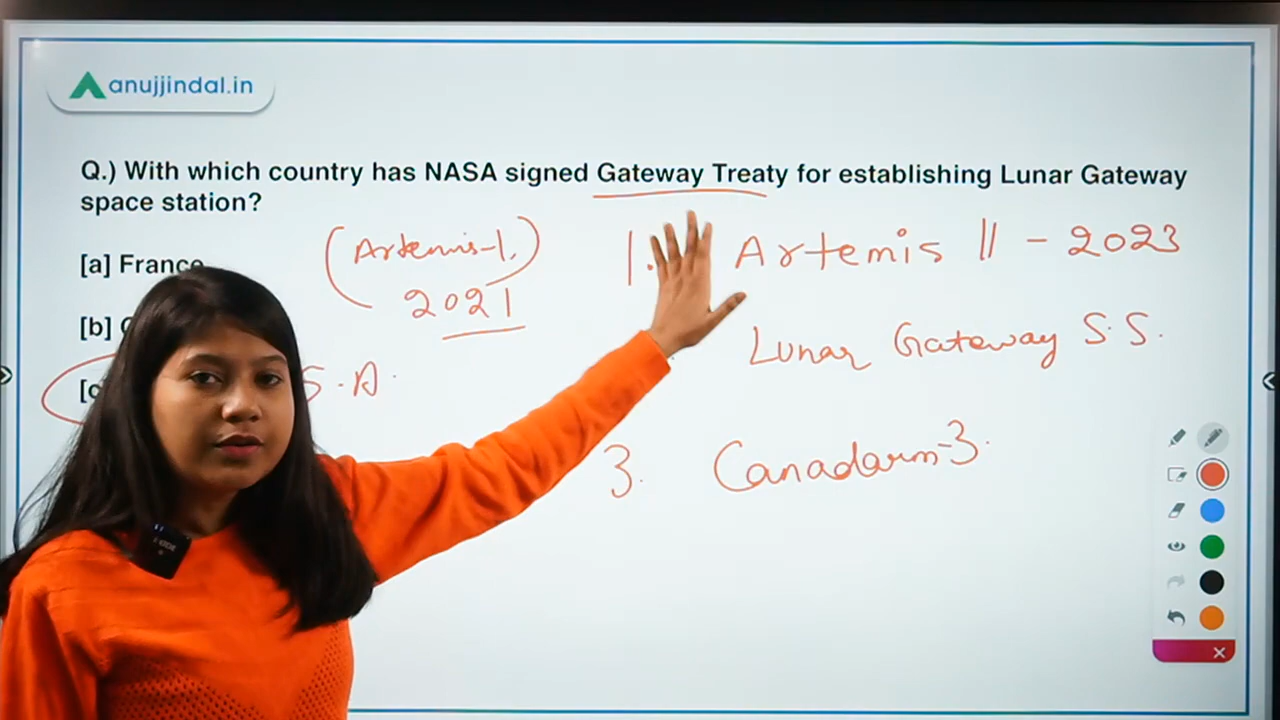 anujjindal.in
Q.) With which country has NASA signed Gateway Treaty for establishing Lunar Gateway
space station?
(Artemis-1.)
2021
1. Artemis II - 2023
[a] France
[b]
Lunar Gateway S.S.
[c
S.A.
3. Canadarm-3.